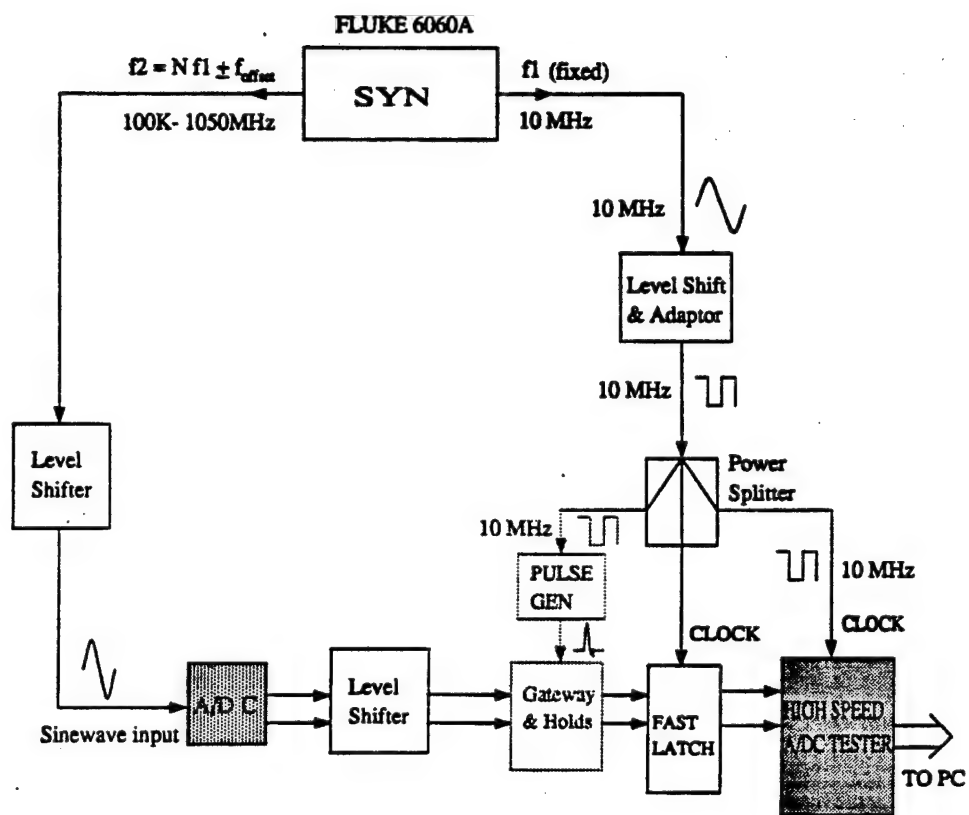 FLUKE 6060A
f2 = N f1 ± f_offset
100K- 1050MHz
SYN
f1 (fixed)
10 MHz
10 MHz
Level Shift
& Adaptor
10 MHz
Level
Shifter
Power
Splitter
10 MHz
PULSE
GEN
CLOCK
10 MHz
CLOCK
Sinewave input
A/D C
Level
Shifter
Gateway
& Holds
FAST
LATCH
HIGH SPEED
A/DC TESTER
TO PC